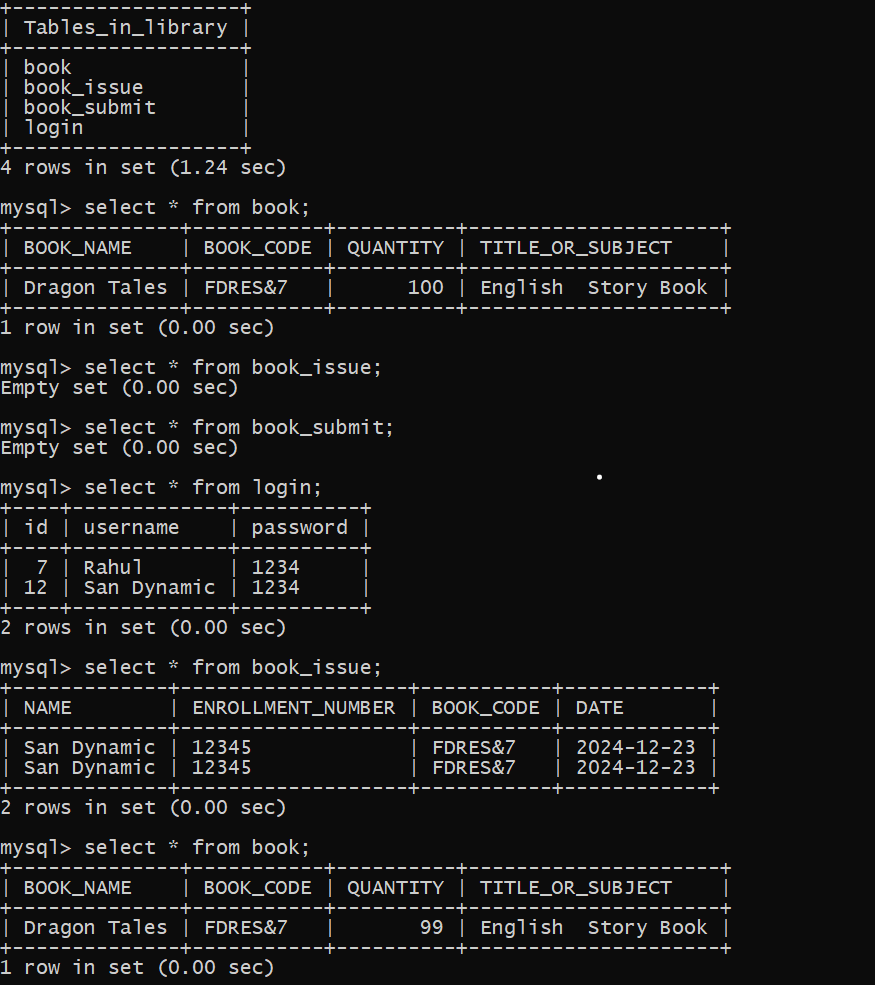 +-------------------+
| Tables_in_library |
+-------------------+
| book              |
| book_issue        |
| book_submit       |
| login             |
+-------------------+
4 rows in set (1.24 sec)

mysql> select * from book;
+--------------+-----------+----------+---------------------+
| BOOK_NAME    | BOOK_CODE | QUANTITY | TITLE_OR_SUBJECT    |
+--------------+-----------+----------+---------------------+
| Dragon Tales | FDRES&7   |      100 | English  Story Book |
+--------------+-----------+----------+---------------------+
1 row in set (0.00 sec)

mysql> select * from book_issue;
Empty set (0.00 sec)

mysql> select * from book_submit;
Empty set (0.00 sec)

mysql> select * from login;
+----+-------------+----------+
| id | username    | password |
+----+-------------+----------+
|  7 | Rahul       | 1234     |
| 12 | San Dynamic | 1234     |
+----+-------------+----------+
2 rows in set (0.00 sec)

mysql> select * from book_issue;
+-------------+-------------------+-----------+------------+
| NAME        | ENROLLMENT_NUMBER | BOOK_CODE | DATE       |
+-------------+-------------------+-----------+------------+
| San Dynamic | 12345             | FDRES&7   | 2024-12-23 |
| San Dynamic | 12345             | FDRES&7   | 2024-12-23 |
+-------------+-------------------+-----------+------------+
2 rows in set (0.00 sec)

mysql> select * from book;
+--------------+-----------+----------+---------------------+
| BOOK_NAME    | BOOK_CODE | QUANTITY | TITLE_OR_SUBJECT    |
+--------------+-----------+----------+---------------------+
| Dragon Tales | FDRES&7   |       99 | English  Story Book |
+--------------+-----------+----------+---------------------+
1 row in set (0.00 sec)